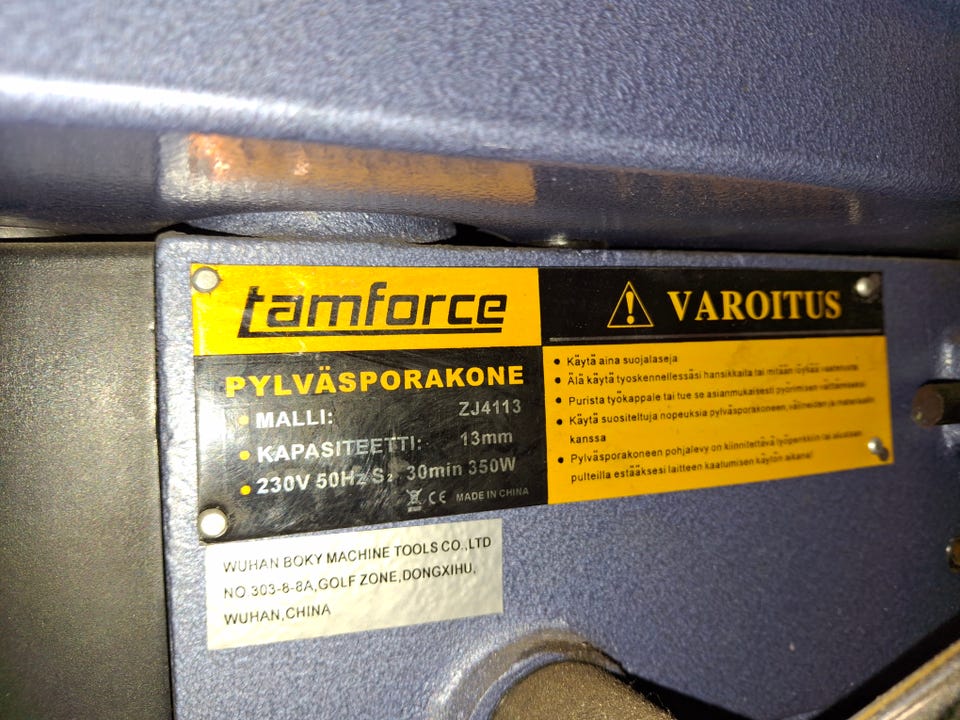 tamforce
PYLVÄSPORAKONE
• MALLI: ZJ4113
• KAPASITEETTI: 13mm
• 230V 50Hz S₂ 30min 350W
CE MADE IN CHINA
VAROITUS
• Käytä aina suojalaseja
• Älä käytä tyoskennellessäsi hansikkaita tai mitään löysää vaatetusta
• Purista työkappale tai tue se asianmukaisesti pyörimisen välttämiseksi
• Käytä suositeltuja nopeuksia pylväsporakoneen, välineiden ja materiaalin
kanssa
• Pylväsporakoneen pohjalevy on kiinnitettävä työpenkkiin tai alustaan
pulteilla estääksesi laitteen kaatumisen käytön aikana!
WUHAN BOKY MACHINE TOOLS CO.,LTD
NO.303-8-8A,GOLF ZONE,DONGXIHU,
WUHAN,CHINA